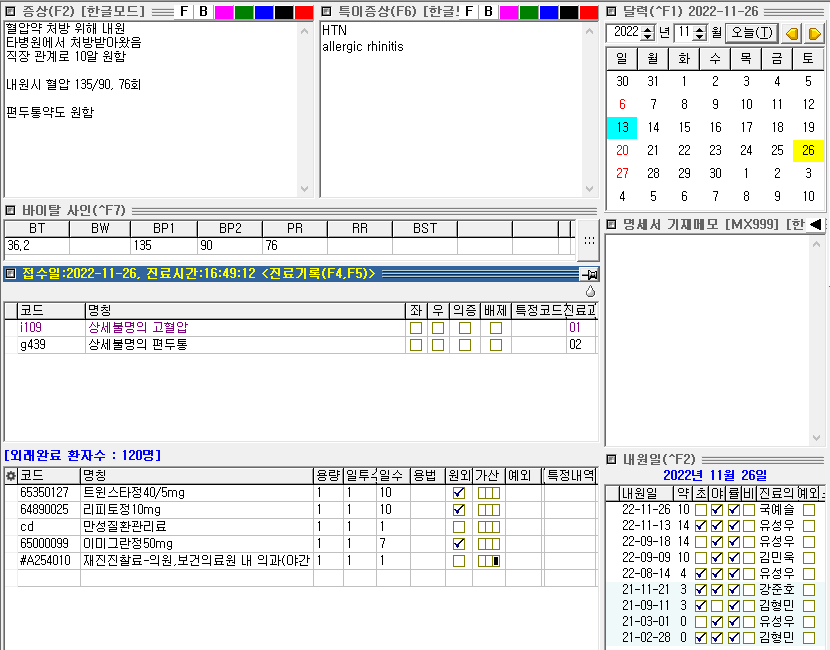 증상(F2) [한글모드] F B
혈압약 처방 위해 내원
타병원에서 처방받아왔음
직장 관계로 10알 원함
내원시 혈압 135/90, 76회
편두통약도 원함
특이증상(F6) [한글! F B
HTN
allergic rhinitis
달력(^F1) 2022-11-26
2022 년 11 월 오늘(T)
일 월 화 수 목 금 토
30 31 1 2 3 4 5
6 7 8 9 10 11 12
13 14 15 16 17 18 19
20 21 22 23 24 25 26
27 28 29 30 1 2 3
4 5 6 7 8 9 10
바이탈 사인(^F7)
BT BW BP1 BP2 PR RR BST
36,2 135 90 76
명세서 기재메모 [MX999] [한
접수일:2022-11-26, 진료시간:16:49:12 <진료기록(F4,F5)>
코드 명칭 좌 우 의증 배제 특정코드 진료과
i109 상세불명의 고혈압 01
g439 상세불명의 편두통 02
[외래완료 환자수 : 120명]
코드 명칭 용량 일투 일수 용법 원외 가산 예외 특정내역
65350127 트윈스타정40/5mg 1 1 10
64890025 리피토정10mg 1 1 10
cd 만성질환관리료 1 1 1
65000099 이미그란정50mg 1 1 7
#A254010 재진진찰료-의원,보건의료원 내 의과(야간 1 1 1
내원일(^F2)
2022년 11월 26일
내원일 약 초 야 률 비 진료의 예외
22-11-26 10 국예슬
22-11-13 14 유성우
22-09-18 14 유성우
22-09-09 10 김민욱
22-08-14 4 유성우
21-11-21 3 강준호
21-09-11 3 김형민
21-03-01 0 유성우
21-02-28 0 김형민